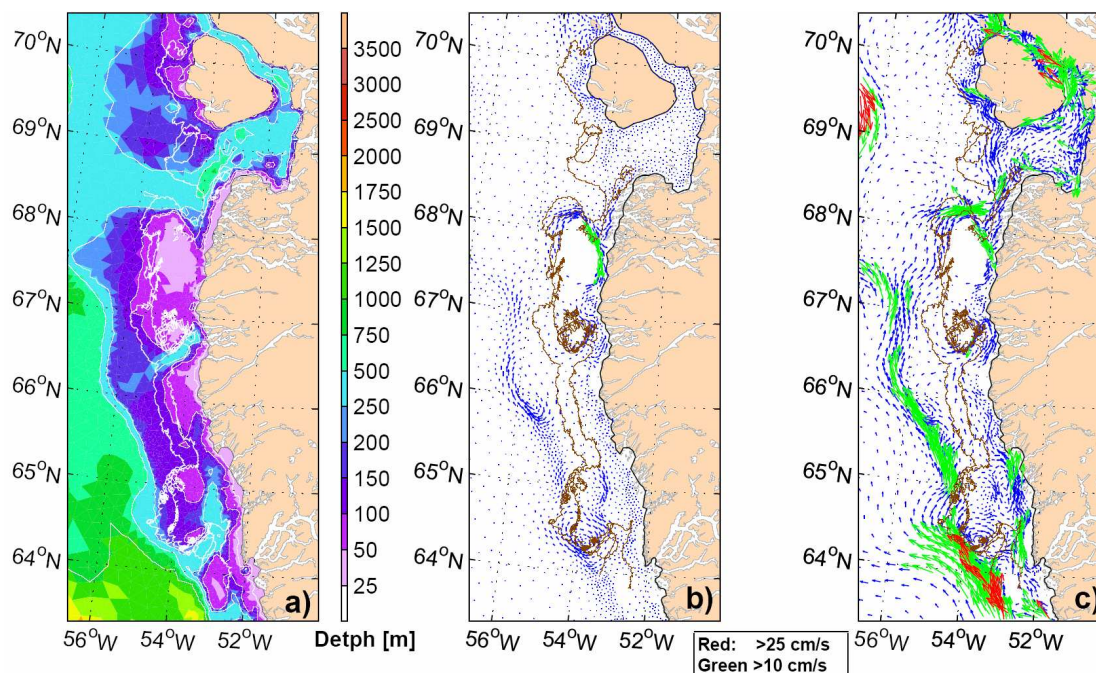 70°N
69°N
68°N
67°N
66°N
65°N
64°N
56°W
54°W
52°W
a)
3500
3000
2500
2000
1750
1500
1250
1000
750
500
250
200
150
100
50
25
Detph [m]
70°N
69°N
68°N
67°N
66°N
65°N
64°N
56°W
54°W
52°W
b)
Red: >25 cm/s
Green >10 cm/s
70°N
69°N
68°N
67°N
66°N
65°N
64°N
56°W
54°W
52°W
c)